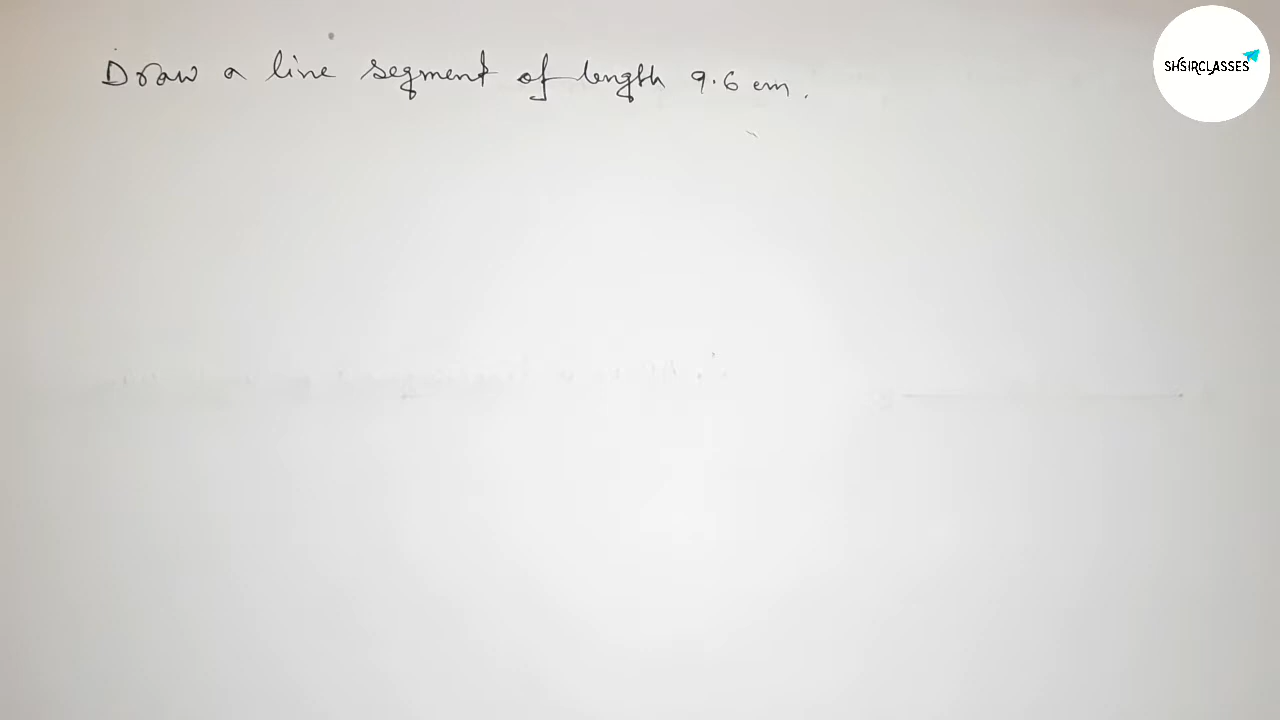 Draw a line segment of length 9.6 cm.
SHSIRCLASSES